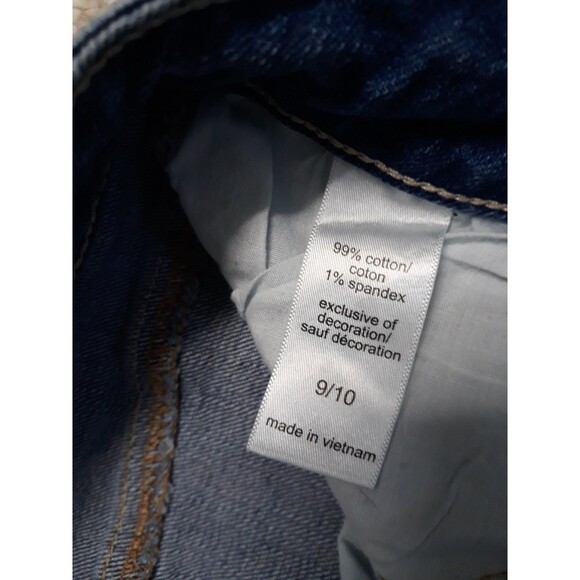 99% cotton/
coton
1% spandex
exclusive of
decoration/
sauf décoration
9/10
made in vietnam